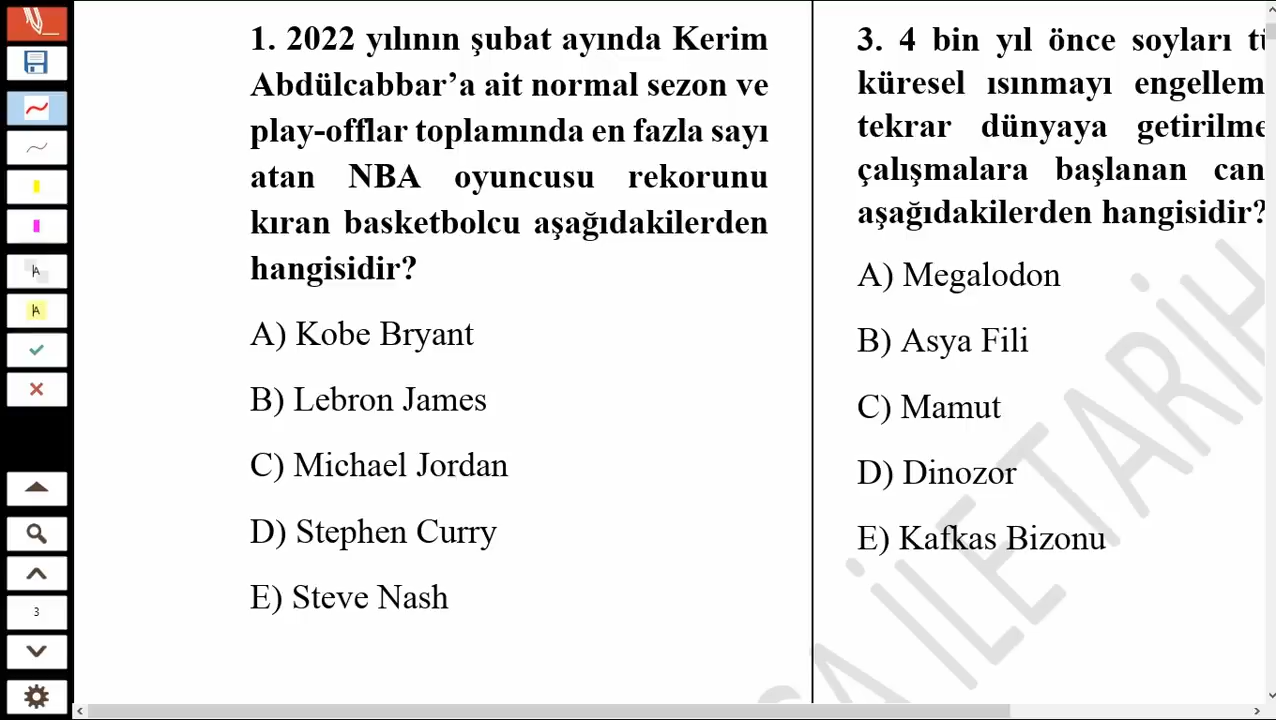 1. 2022 yılının şubat ayında Kerim
Abdülcabbar’a ait normal sezon ve
play-offlar toplamında en fazla sayı
atan NBA oyuncusu rekorunu
kıran basketbolcu aşağıdakilerden
hangisidir?
A) Kobe Bryant
B) Lebron James
C) Michael Jordan
D) Stephen Curry
E) Steve Nash
3. 4 bin yıl önce soyları
küresel ısınmayı engellem
tekrar dünyaya getirilme
çalışmalara başlanan can
aşağıdakilerden hangisidir?
A) Megalodon
B) Asya Fili
C) Mamut
D) Dinozor
E) Kafkas Bizonu
İLE TARİH
3